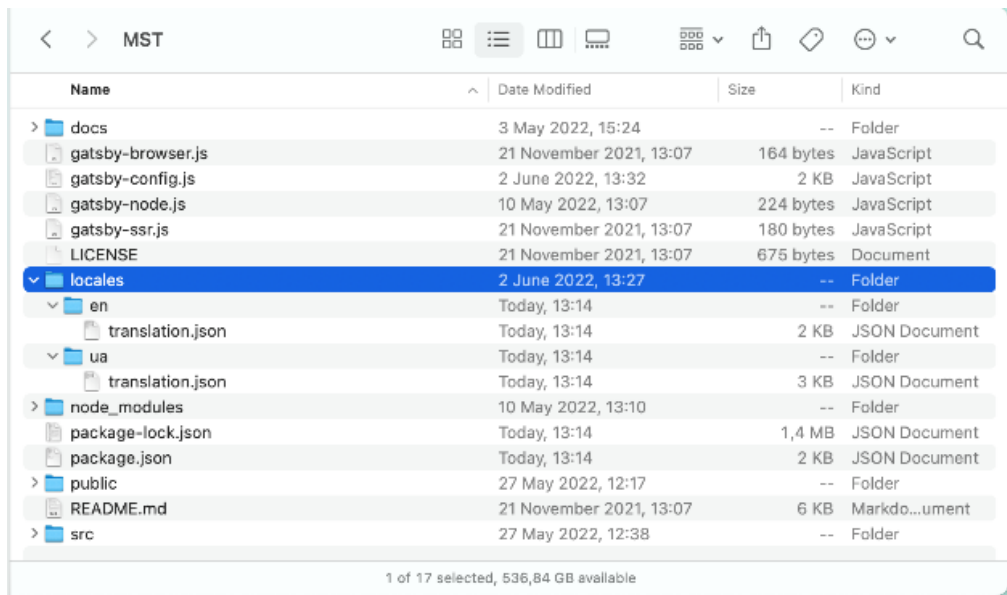 MST
Name Date Modified Size Kind
docs 3 May 2022, 15:24 -- Folder
gatsby-browser.js 21 November 2021, 13:07 164 bytes JavaScript
gatsby-config.js 2 June 2022, 13:32 2 KB JavaScript
gatsby-node.js 10 May 2022, 13:07 224 bytes JavaScript
gatsby-ssr.js 21 November 2021, 13:07 180 bytes JavaScript
LICENSE 21 November 2021, 13:07 675 bytes Document
locales 2 June 2022, 13:27 -- Folder
en Today, 13:14 -- Folder
translation.json Today, 13:14 2 KB JSON Document
ua Today, 13:14 -- Folder
translation.json Today, 13:14 3 KB JSON Document
node_modules 10 May 2022, 13:10 -- Folder
package-lock.json Today, 13:14 1,4 MB JSON Document
package.json Today, 13:14 2 KB JSON Document
public 27 May 2022, 12:17 -- Folder
README.md 21 November 2021, 13:07 6 KB Markdo...ument
src 27 May 2022, 12:38 -- Folder
1 of 17 selected, 536,84 GB available